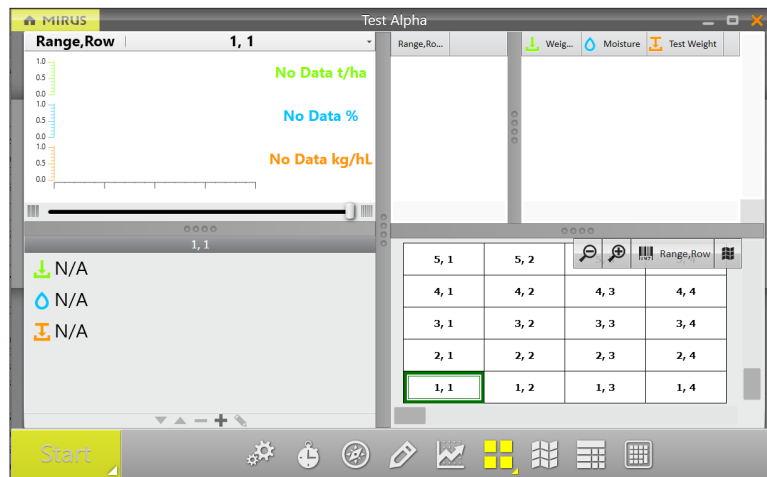 MIRUS
Test Alpha
Range,Row 1, 1
1.0
0.5
0.0
No Data t/ha
1.0
0.5
0.0
No Data %
1.0
0.5
0.0
No Data kg/hL
1, 1
N/A
N/A
N/A
Range,Ro...
Weig... Moisture Test Weight
Range,Row
5, 1 5, 2
4, 1 4, 2 4, 3 4, 4
3, 1 3, 2 3, 3 3, 4
2, 1 2, 2 2, 3 2, 4
1, 1 1, 2 1, 3 1, 4
Start